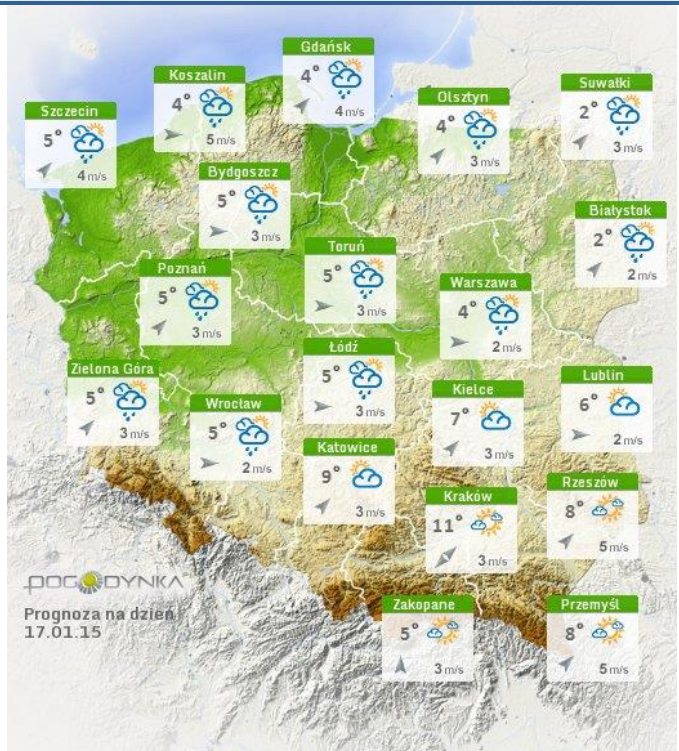 Gdańsk
4°
4 m/s
Koszalin
4°
5 m/s
Szczecin
5°
4 m/s
Olsztyn
4°
3 m/s
Suwałki
2°
3 m/s
Bydgoszcz
5°
3 m/s
Białystok
2°
2 m/s
Toruń
5°
3 m/s
Poznań
5°
3 m/s
Warszawa
4°
2 m/s
Łódź
5°
3 m/s
Zielona Góra
5°
3 m/s
Wrocław
5°
2 m/s
Kielce
7°
3 m/s
Lublin
6°
2 m/s
Katowice
9°
3 m/s
Kraków
11°
3 m/s
Rzeszów
8°
5 m/s
Zakopane
5°
3 m/s
Przemyśl
8°
5 m/s
POGODYNKA
Prognoza na dzień
17.01.15